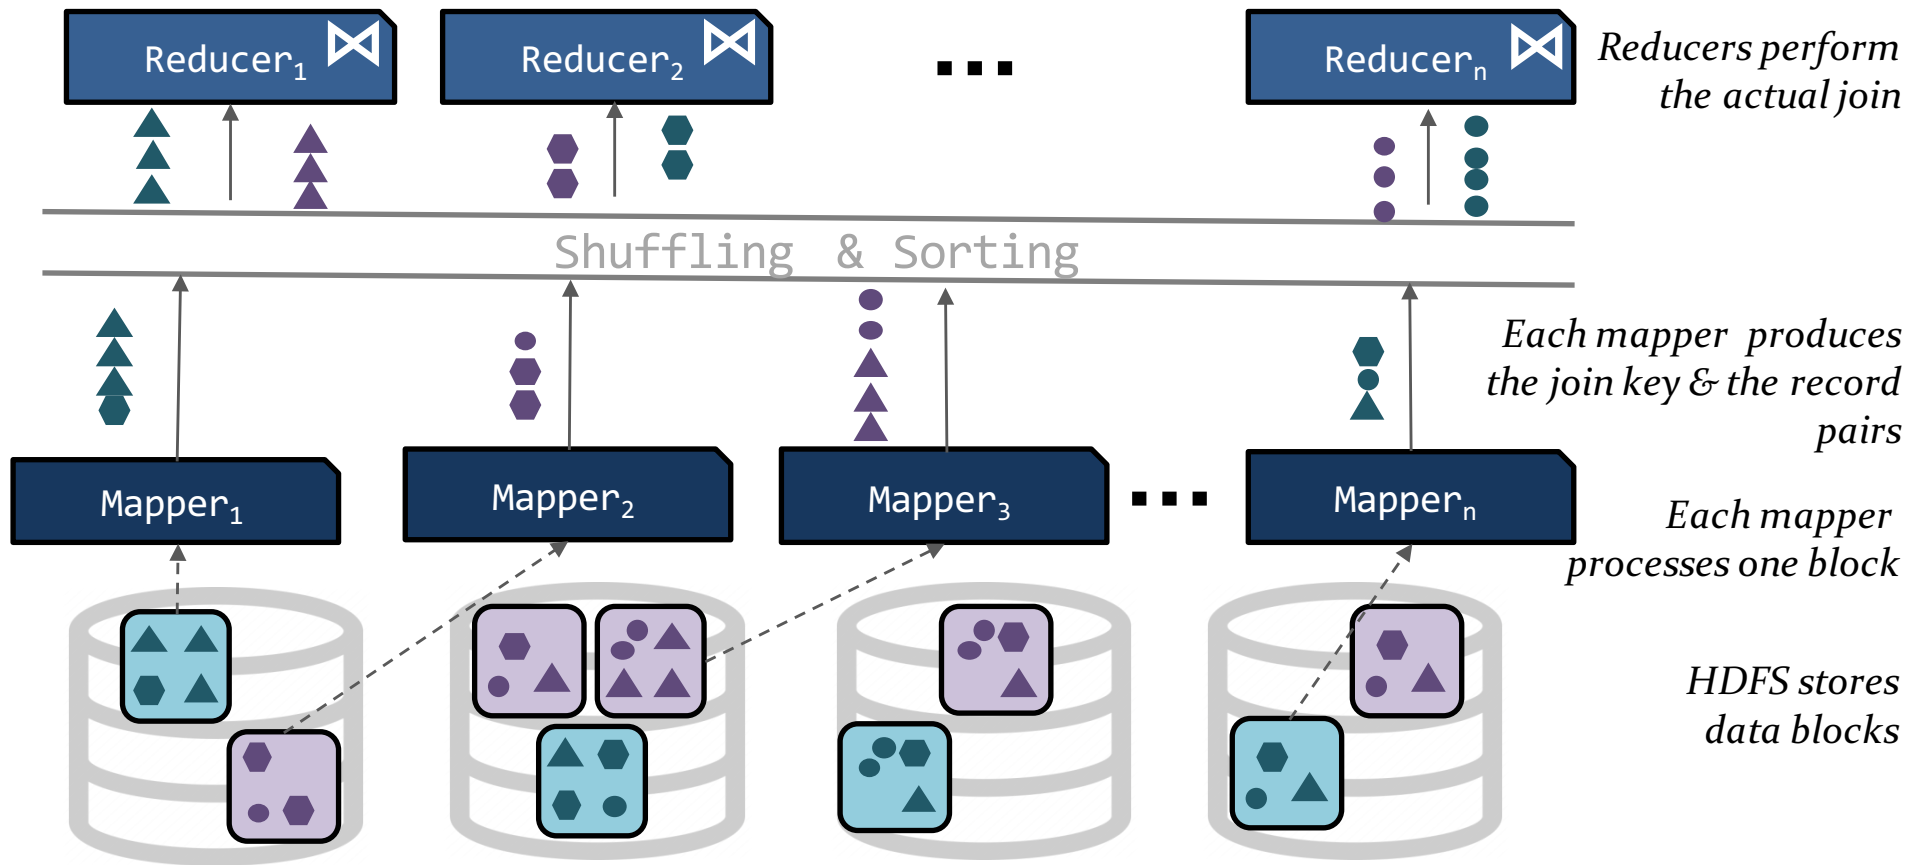 Reducer₁
Reducer₂
...
Reducerₙ
Reducers perform
the actual join
Shuffling & Sorting
Each mapper produces
the join key & the record
pairs
Mapper₁
Mapper₂
Mapper₃
...
Mapperₙ
Each mapper
processes one block
HDFS stores
data blocks